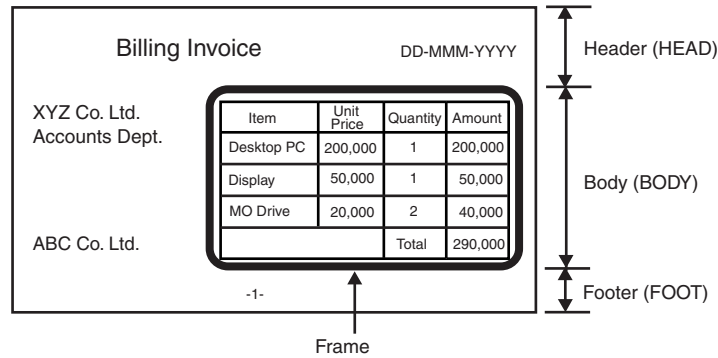 Billing Invoice DD-MMM-YYYY
Header (HEAD)
XYZ Co. Ltd.
Accounts Dept.
Item Unit Price Quantity Amount
Desktop PC 200,000 1 200,000
Display 50,000 1 50,000
MO Drive 20,000 2 40,000
Total 290,000
Body (BODY)
ABC Co. Ltd.
-1-
Footer (FOOT)
Frame